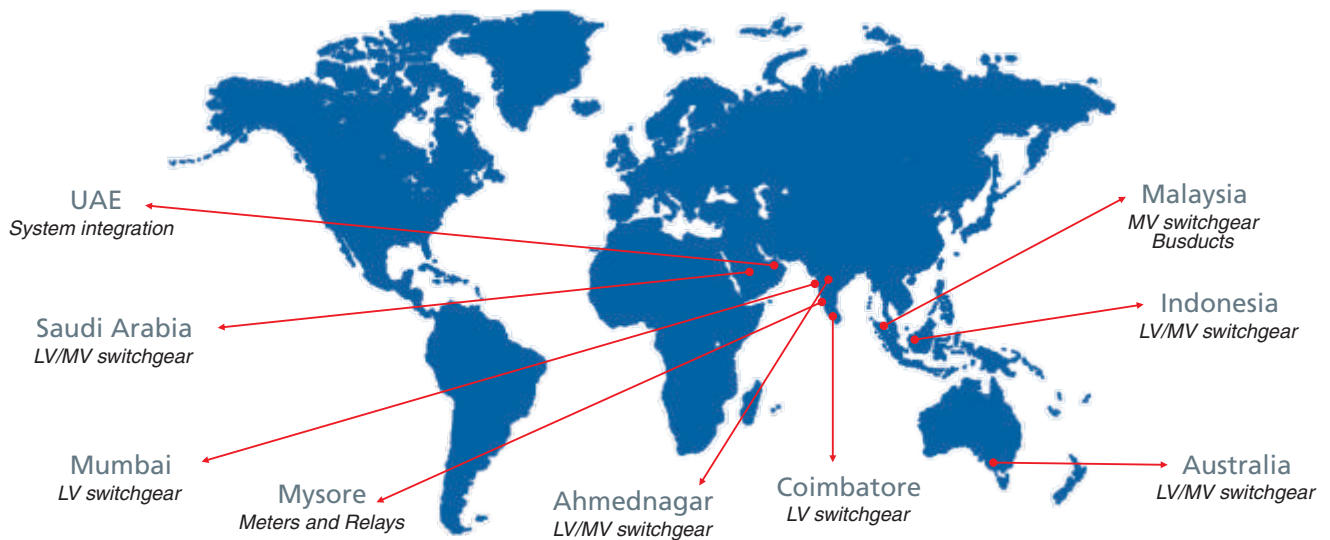 UAE
System integration
Malaysia
MV switchgear
Busducts
Saudi Arabia
LV/MV switchgear
Indonesia
LV/MV switchgear
Mumbai
LV switchgear
Mysore
Meters and Relays
Ahmednagar
LV/MV switchgear
Coimbatore
LV switchgear
Australia
LV/MV switchgear